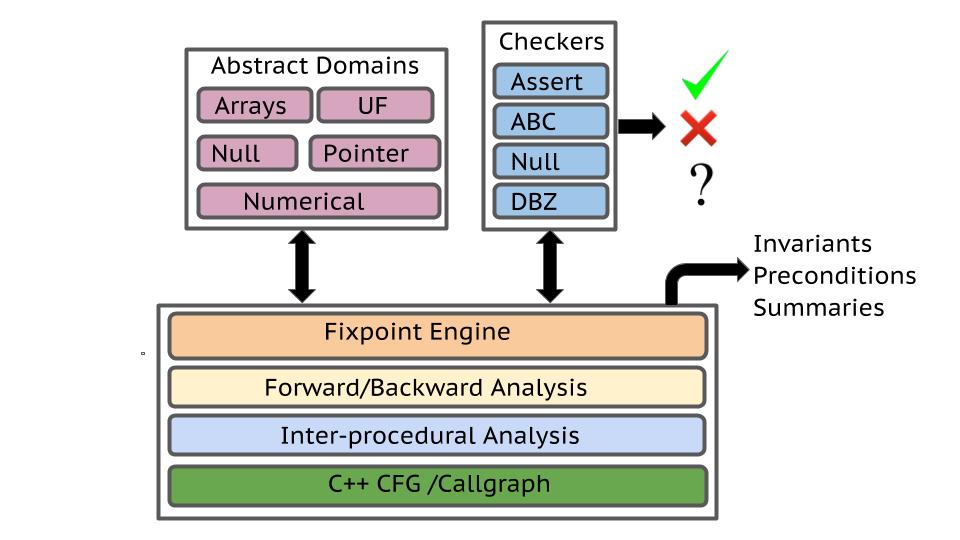 Abstract Domains
Arrays
UF
Null
Pointer
Numerical
Checkers
Assert
ABC
Null
DBZ
?
Invariants
Preconditions
Summaries
Fixpoint Engine
Forward/Backward Analysis
Inter-procedural Analysis
C++ CFG /Callgraph